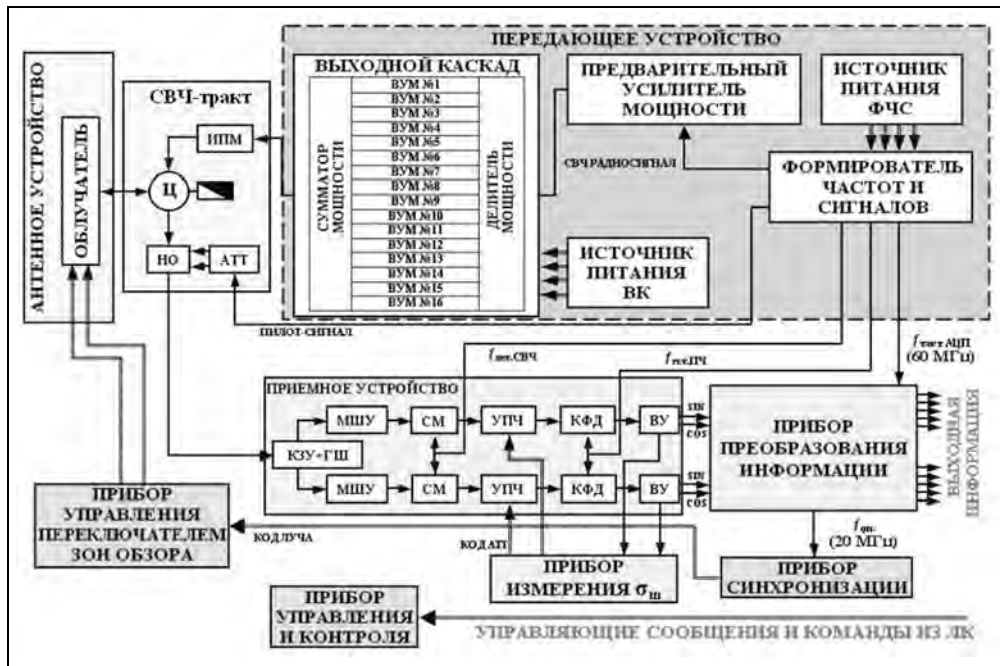 ПЕРЕДАЮЩЕЕ УСТРОЙСТВО
ВЫХОДНОЙ КАСКАД
СУММАТОР
МОЩНОСТИ
ВУМ №1
ВУМ №2
ВУМ №3
ВУМ №4
ВУМ №5
ВУМ №6
ВУМ №7
ВУМ №8
ВУМ №9
ВУМ №10
ВУМ №11
ВУМ №12
ВУМ №13
ВУМ №14
ВУМ №15
ВУМ №16
ДЕЛИТЕЛЬ
МОЩНОСТИ
ПРЕДВАРИТЕЛЬНЫЙ
УСИЛИТЕЛЬ
МОЩНОСТИ
ИСТОЧНИК
ПИТАНИЯ
ФЧС
СВЧ РАДИОСИГНАЛ
ФОРМИРОВАТЕЛЬ
ЧАСТОТ И
СИГНАЛОВ
ИСТОЧНИК
ПИТАНИЯ
ВК
АНТЕННОЕ УСТРОЙСТВО
ОБЛУЧАТЕЛЬ
СВЧ-тракт
ИПМ
Ц
НО
АТТ
ПИЛОТ-СИГНАЛ
СВЧ
ПЧ
fтест АЦП
(60 МГц)
ПРИЕМНОЕ УСТРОЙСТВО
КЗУ+ГШ
МШУ
СМ
УПЧ
КФД
ВУ
SIN
COS
МШУ
СМ
УПЧ
КФД
ВУ
SIN
COS
ПРИБОР
ПРЕОБРАЗОВАНИЯ
ИНФОРМАЦИИ
ВЫХОДНАЯ
ИНФОРМАЦИЯ
ПРИБОР
УПРАВЛЕНИЯ
ПЕРЕКЛЮЧАТЕЛЕМ
ЗОН ОБЗОРА
КОД ЛУЧА
КОД АТТ
ПРИБОР
ИЗМЕРЕНИЯ σш
fоп.
(20 МГц)
ПРИБОР
СИНХРОНИЗАЦИИ
ПРИБОР
УПРАВЛЕНИЯ
И КОНТРОЛЯ
УПРАВЛЯЮЩИЕ СООБЩЕНИЯ И КОМАНДЫ ИЗ ЛК